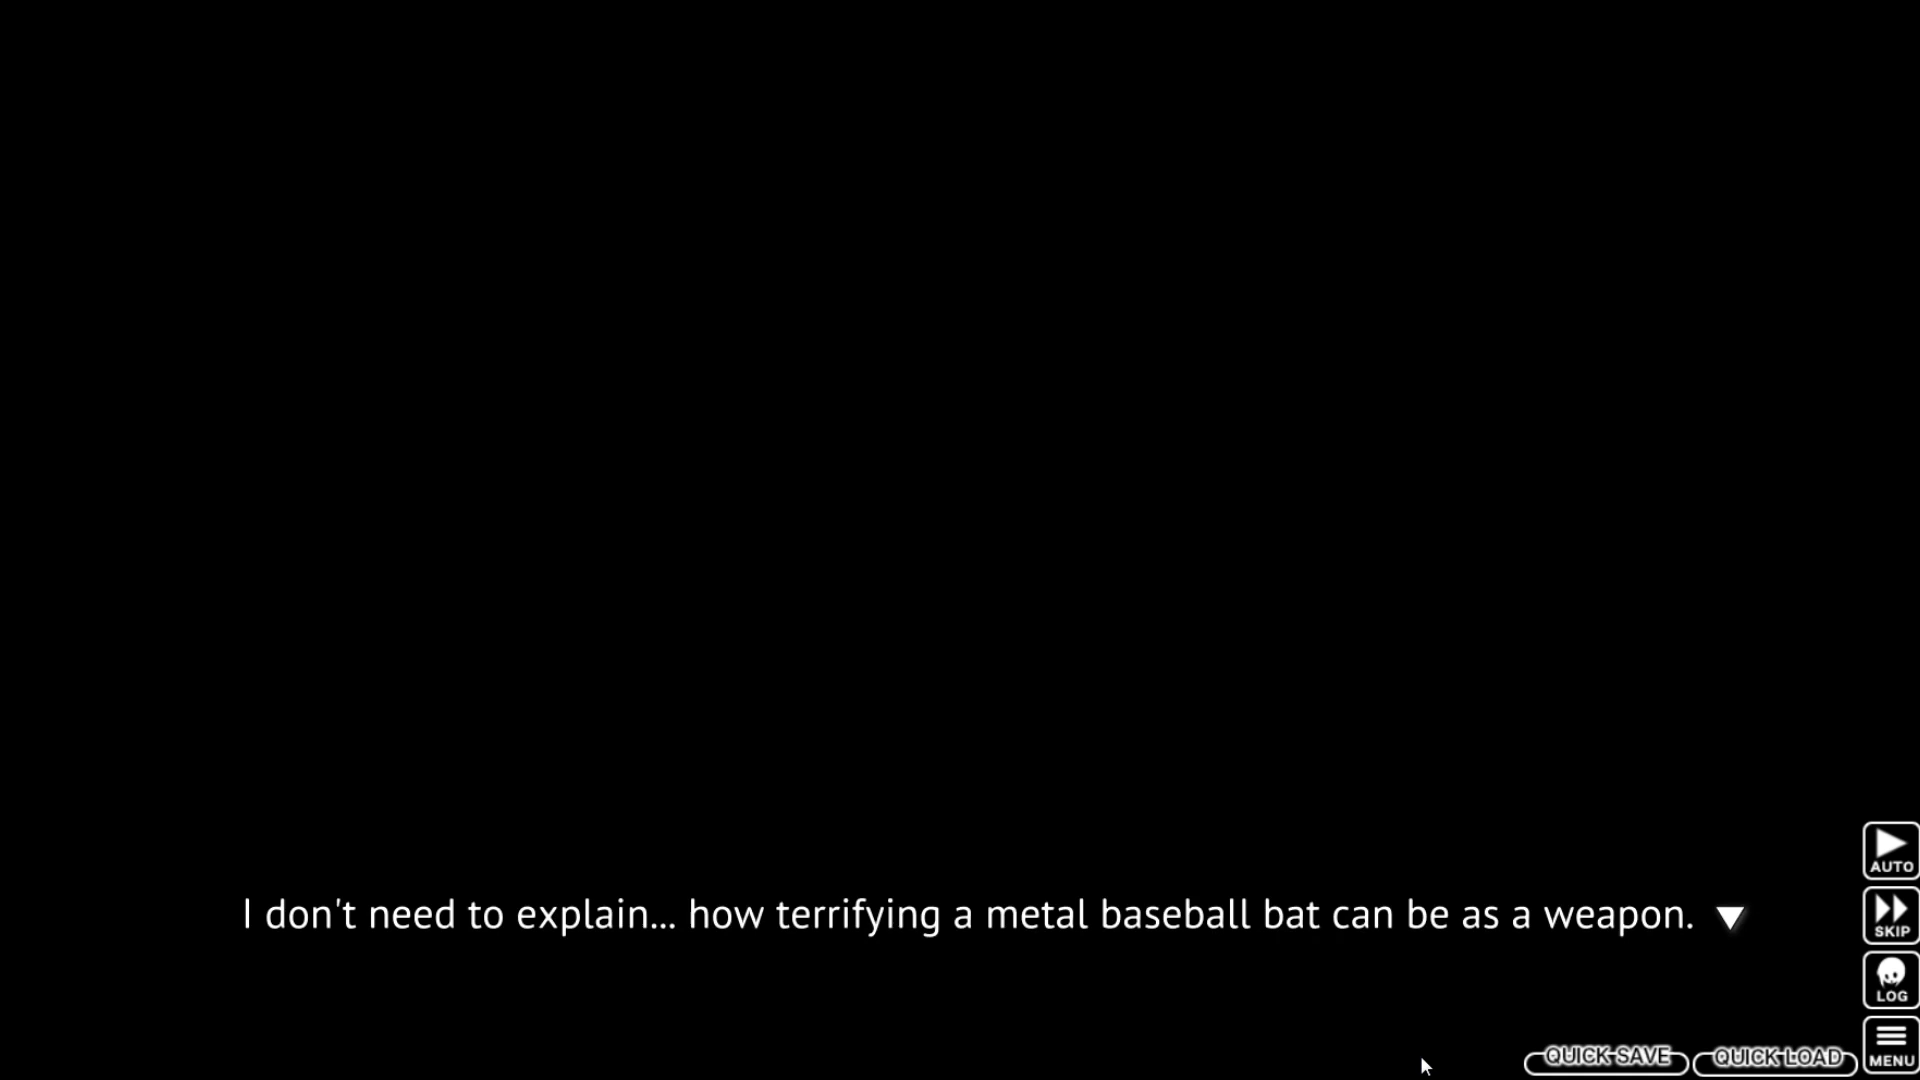 I don't need to explain... how terrifying a metal baseball bat can be as a weapon.
AUTO
SKIP
LOG
MENU
QUICK SAVE
QUICK LOAD